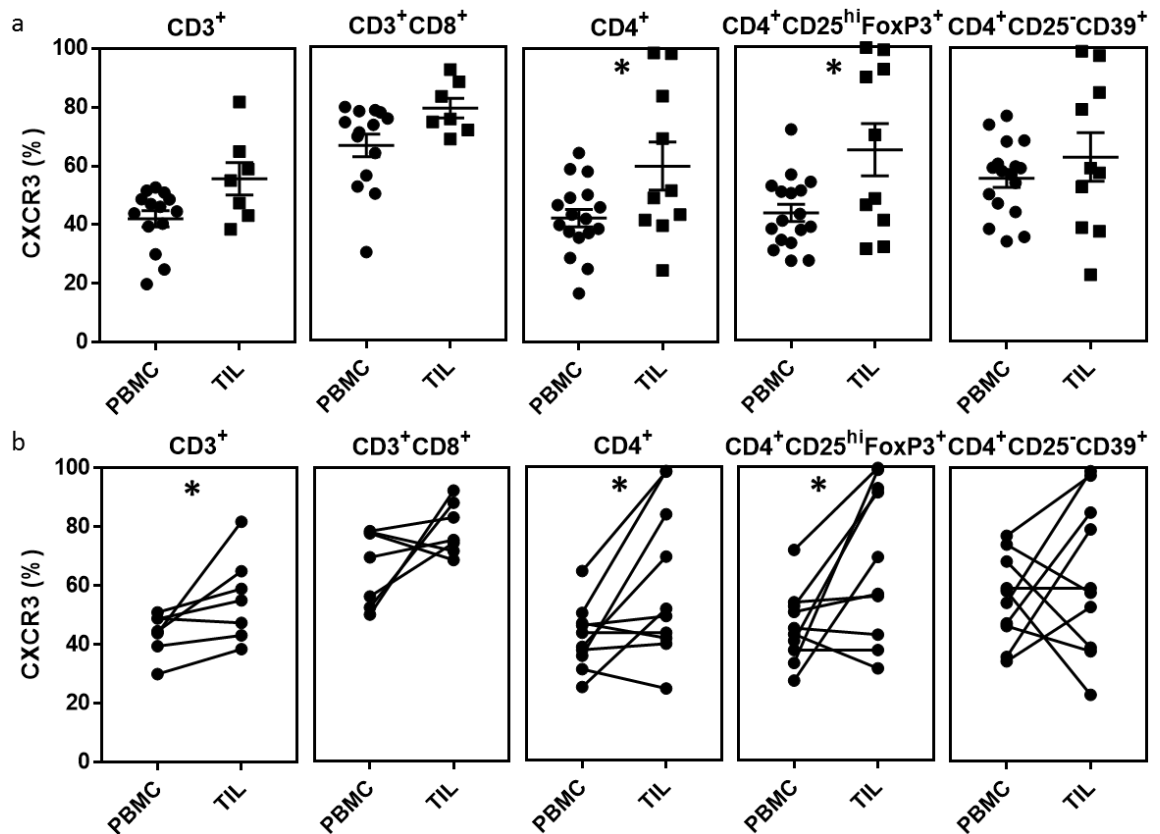 a
CD3⁺ CD3⁺CD8⁺ CD4⁺ CD4⁺CD25ʰⁱFoxP3⁺ CD4⁺CD25⁻CD39⁺
CXCR3 (%)
100
80
60
40
20
0
* *
PBMC TIL PBMC TIL PBMC TIL PBMC TIL PBMC TIL
b
CD3⁺ CD3⁺CD8⁺ CD4⁺ CD4⁺CD25ʰⁱFoxP3⁺ CD4⁺CD25⁻CD39⁺
CXCR3 (%)
100
80
60
40
20
0
* * *
PBMC TIL PBMC TIL PBMC TIL PBMC TIL PBMC TIL